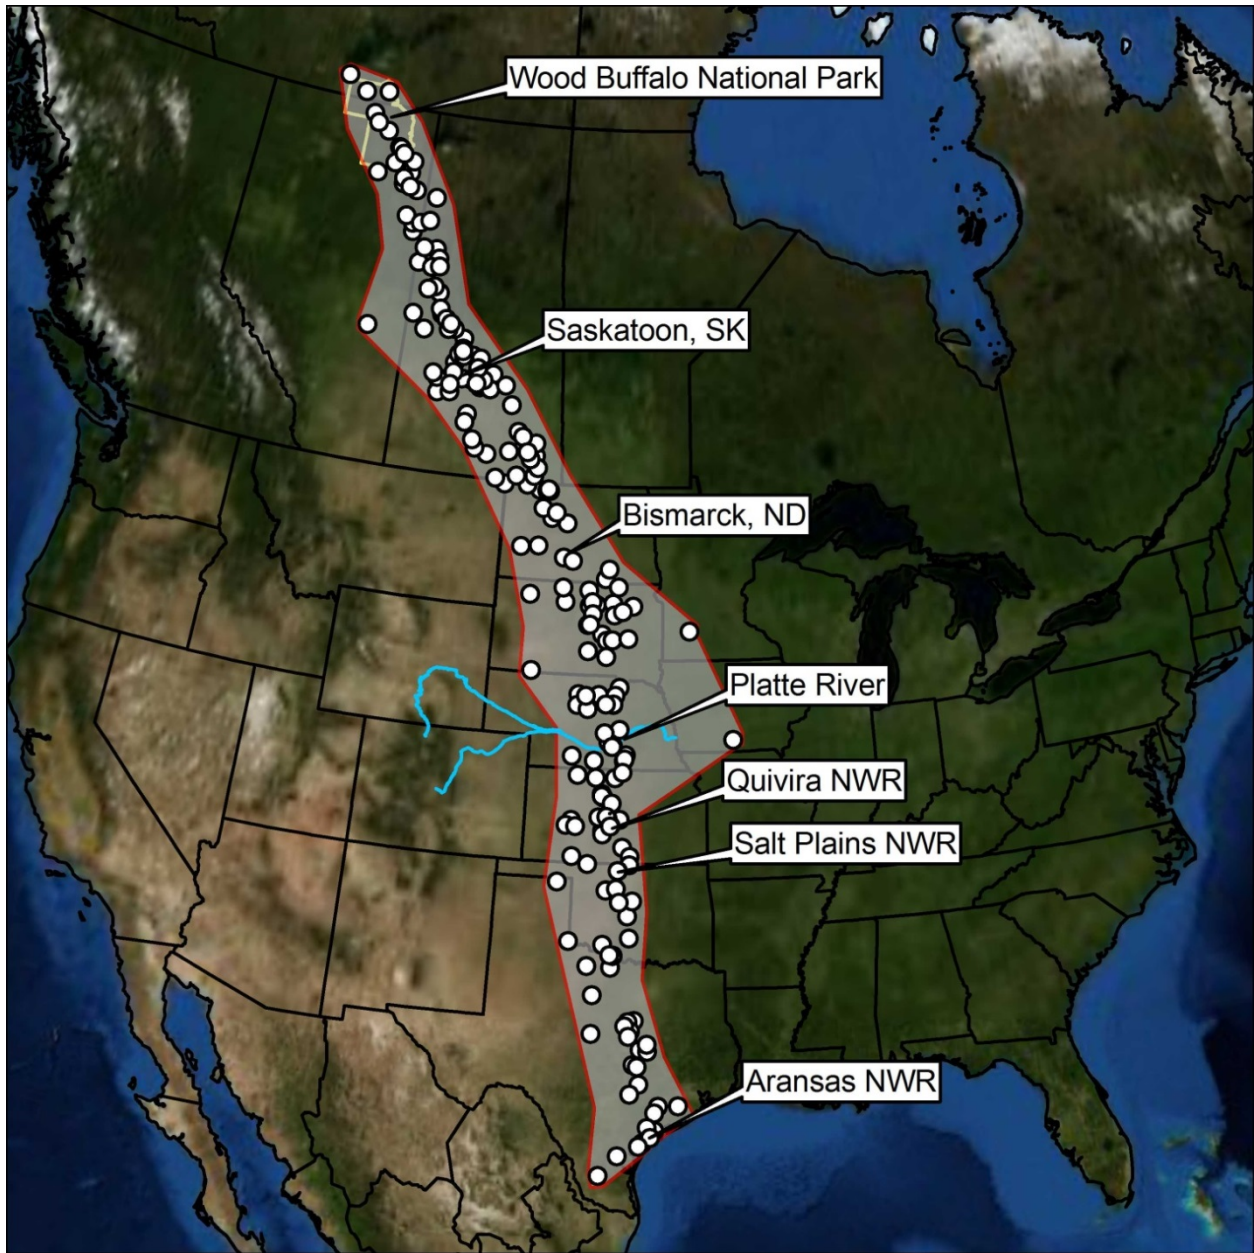 Wood Buffalo National Park
Saskatoon, SK
Bismarck, ND
Platte River
Quivira NWR
Salt Plains NWR
Aransas NWR